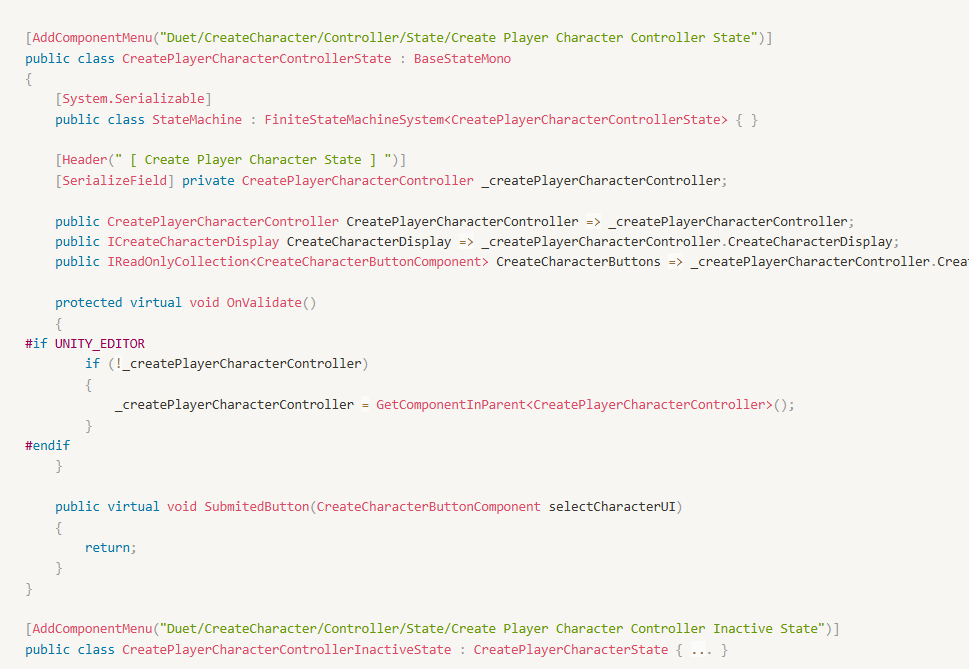 [AddComponentMenu("Duet/CreateCharacter/Controller/State/Create Player Character Controller State")]
public class CreatePlayerCharacterControllerState : BaseStateMono
{
    [System.Serializable]
    public class StateMachine : FiniteStateMachineSystem<CreatePlayerCharacterControllerState> { }

    [Header(" [ Create Player Character State ] ")]
    [SerializeField] private CreatePlayerCharacterController _createPlayerCharacterController;

    public CreatePlayerCharacterController CreatePlayerCharacterController => _createPlayerCharacterController;
    public ICreateCharacterDisplay CreateCharacterDisplay => _createPlayerCharacterController.CreateCharacterDisplay;
    public IReadOnlyCollection<CreateCharacterButtonComponent> CreateCharacterButtons => _createPlayerCharacterController.Creat

    protected virtual void OnValidate()
    {
#if UNITY_EDITOR
        if (!_createPlayerCharacterController)
        {
            _createPlayerCharacterController = GetComponentInParent<CreatePlayerCharacterController>();
        }
#endif
    }

    public virtual void SubmitedButton(CreateCharacterButtonComponent selectCharacterUI)
    {
        return;
    }
}

[AddComponentMenu("Duet/CreateCharacter/Controller/State/Create Player Character Controller Inactive State")]
public class CreatePlayerCharacterControllerInactiveState : CreatePlayerCharacterState { ... }